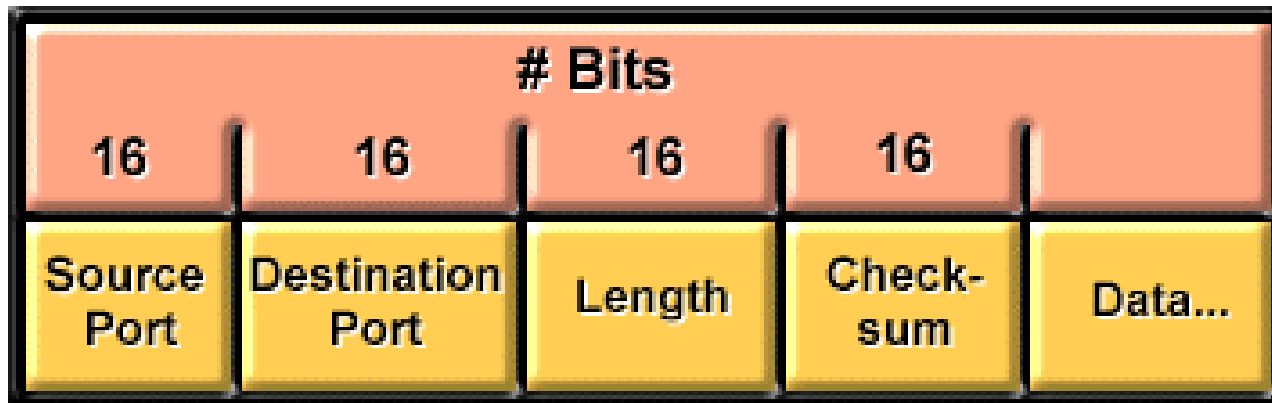 # Bits
16 16 16 16
Source Port Destination Port Length Check-sum Data...